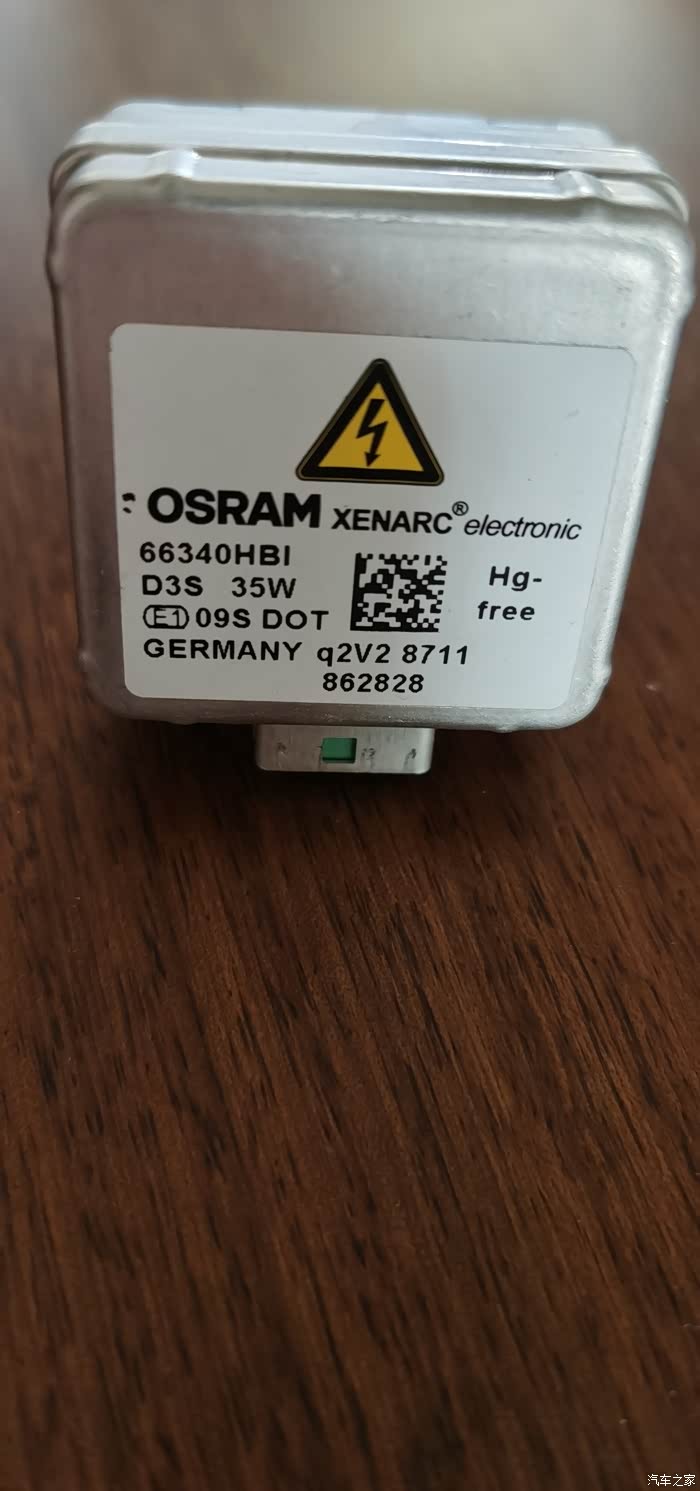 OSRAM XENARC® electronic
66340HBI
D3S 35W
E1 09S DOT
Hg-
free
GERMANY q2V2 8711
862828
汽车之家